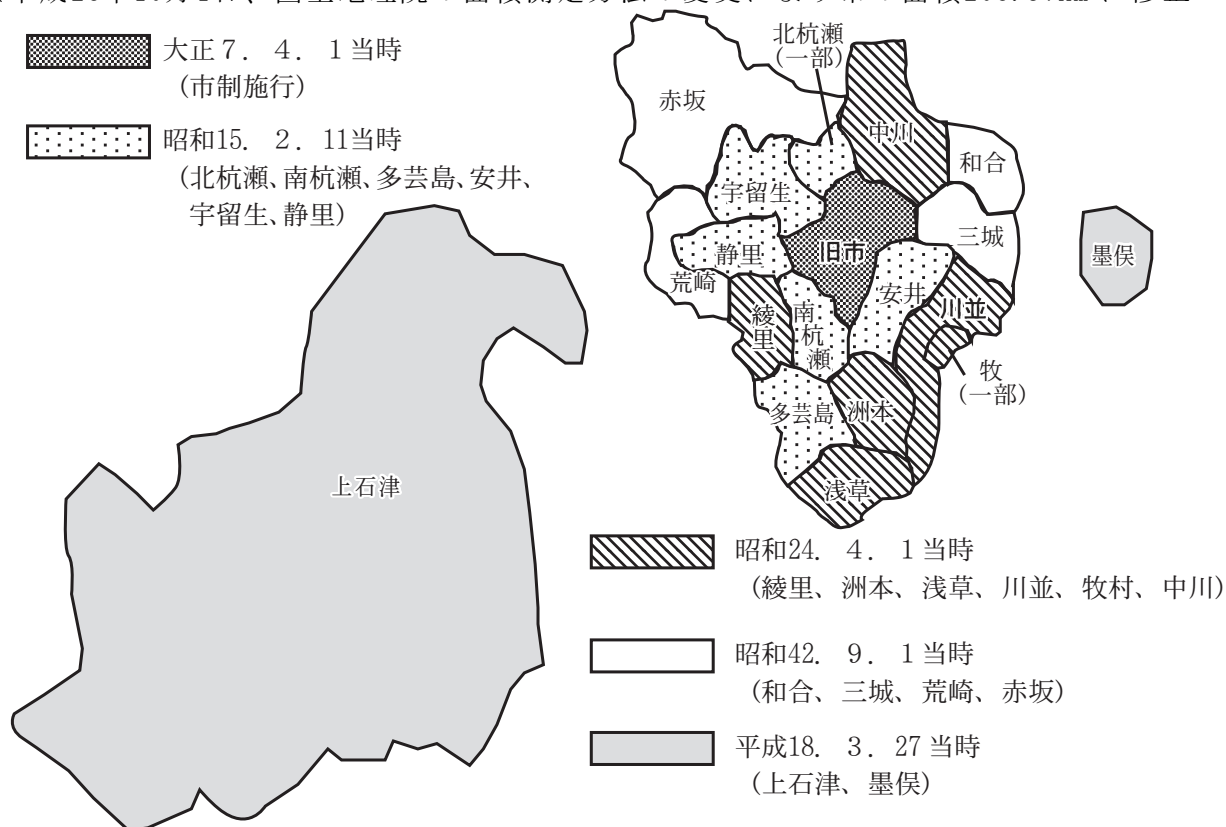 大正７．４．１当時
(市制施行)
昭和15．２．11当時
(北杭瀬、南杭瀬、多芸島、安井、
宇留生、静里)
北杭瀬
(一部)
赤坂
中川
和合
宇留生
三城
静里
旧市
墨俣
荒崎
安井
川並
綾里
南杭瀬
牧
(一部)
多芸島
洲本
浅草
上石津
昭和24．４．１当時
(綾里、洲本、浅草、川並、牧村、中川)
昭和42．９．１当時
(和合、三城、荒崎、赤坂)
平成18．３．27当時
(上石津、墨俣)